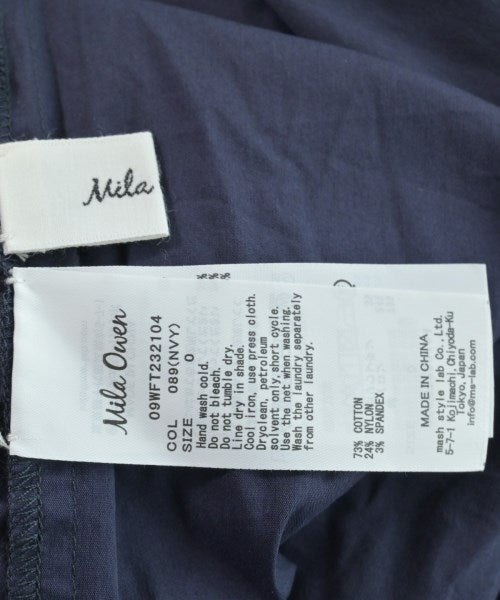 Mila
Mila Owen
09WFT232104
COL 089(NVY)
SIZE 0
Hand wash cold.
Do not bleach.
Do not tumble dry.
Line dry in shade.
Cool iron, use press cloth.
Dryclean, petroleum
solvent only, short cycle.
Use the net when washing.
Wash the laundry separately
from other laundry.
73% COTTON
24% NYLON
3% SPANDEX
MADE IN CHINA
mash style lab Co.,Ltd.
5-7-1 Kojimachi,Chiyoda-Ku
Tokyo,Japan
info@ms-lab.com